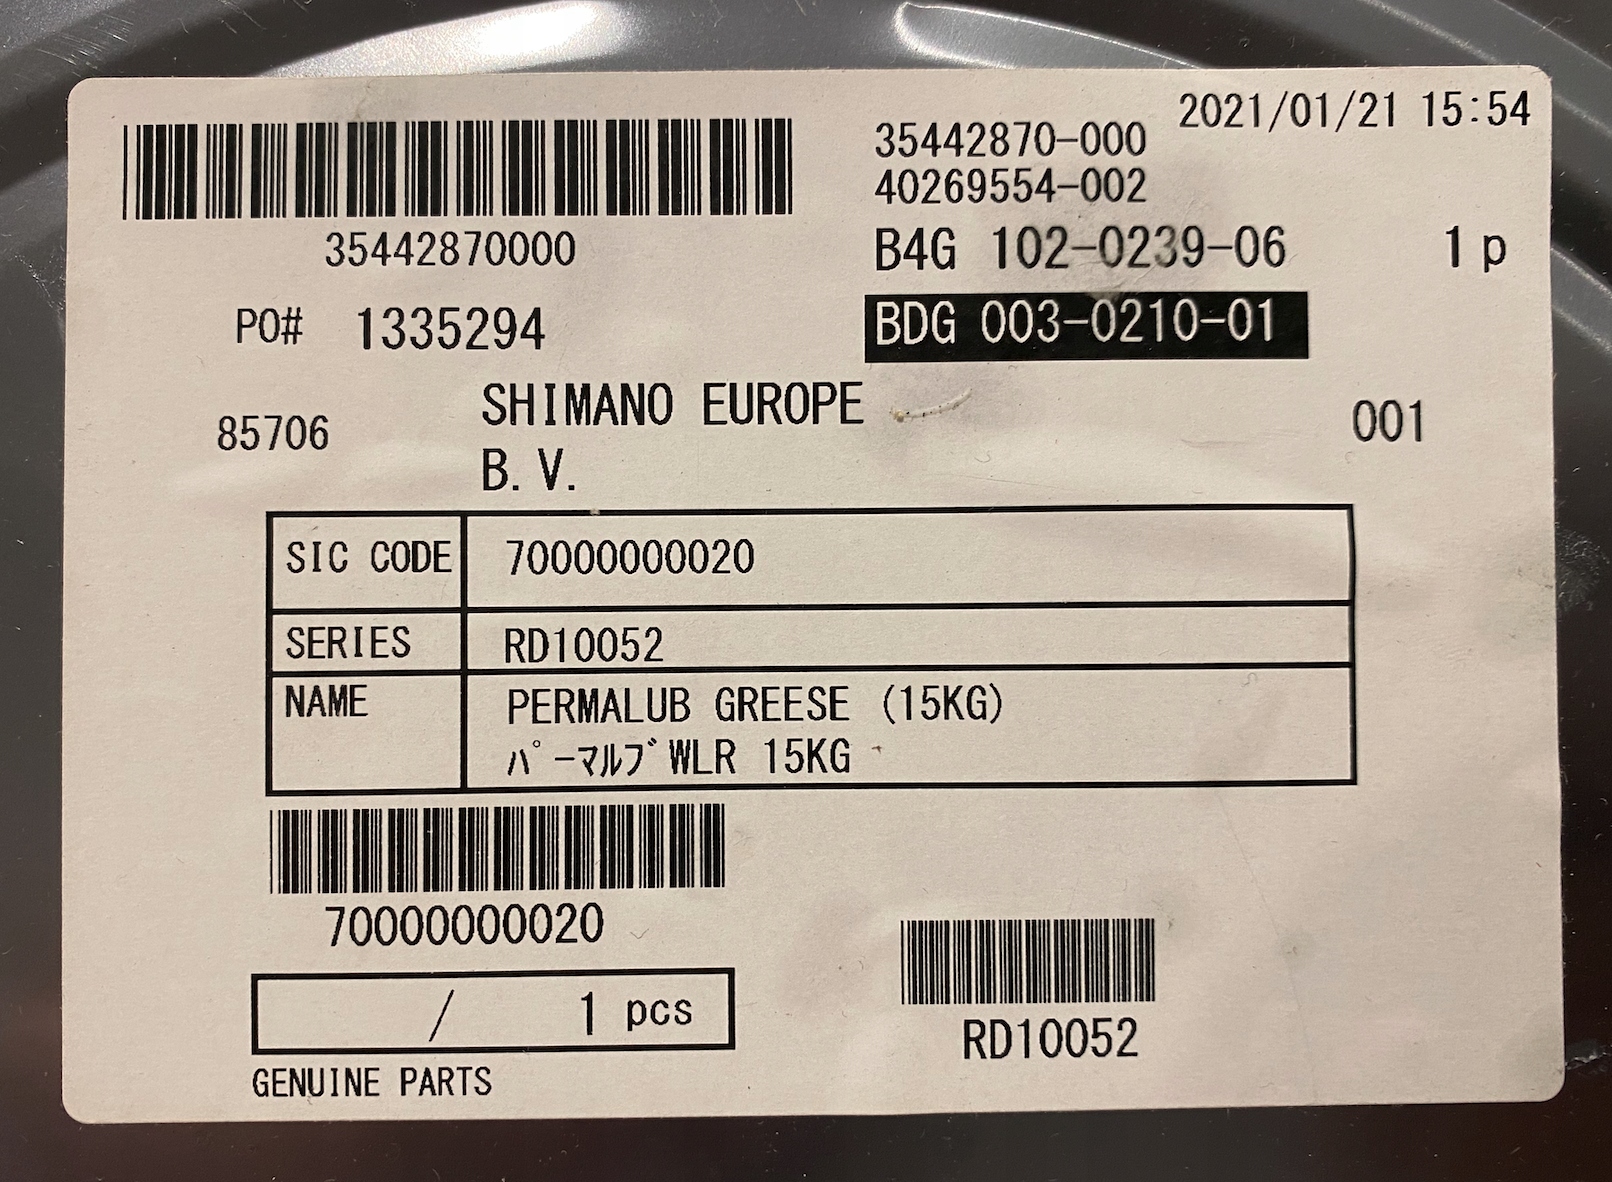 2021/01/21 15:54
35442870-000
40269554-002
35442870000
B4G 102-0239-06 1 p
PO# 1335294
BDG 003-0210-01
85706
SHIMANO EUROPE
B. V.
001
SIC CODE 70000000020
SERIES RD10052
NAME PERMALUB GREESE (15KG)
ﾊﾟｰﾏﾙﾌﾞWLR 15KG
70000000020
/ 1 pcs
RD10052
GENUINE PARTS